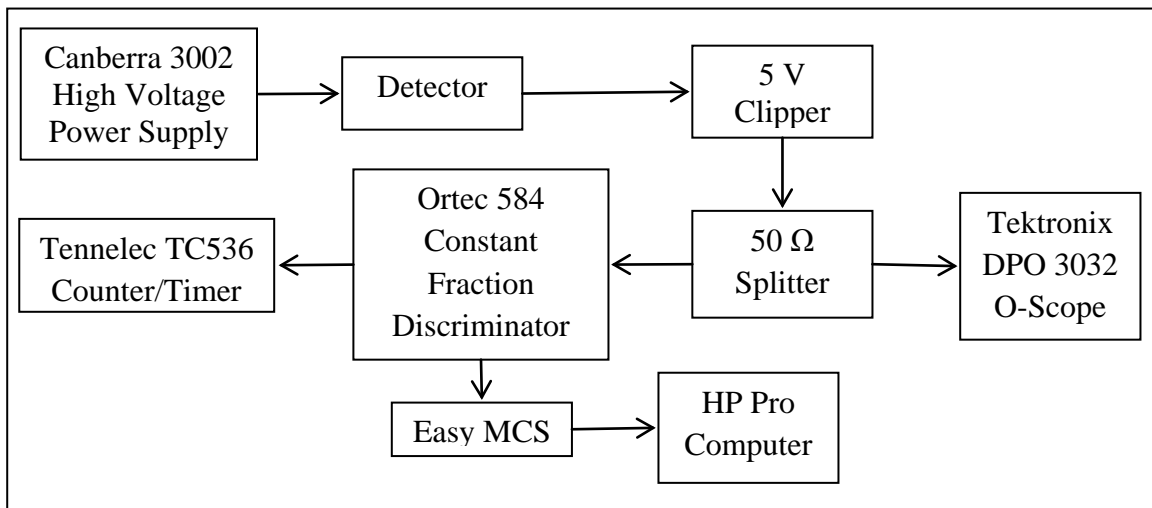 Canberra 3002
High Voltage
Power Supply
Detector
5 V
Clipper
Tennelec TC536
Counter/Timer
Ortec 584
Constant
Fraction
Discriminator
50 Ω
Splitter
Tektronix
DPO 3032
O-Scope
Easy MCS
HP Pro
Computer